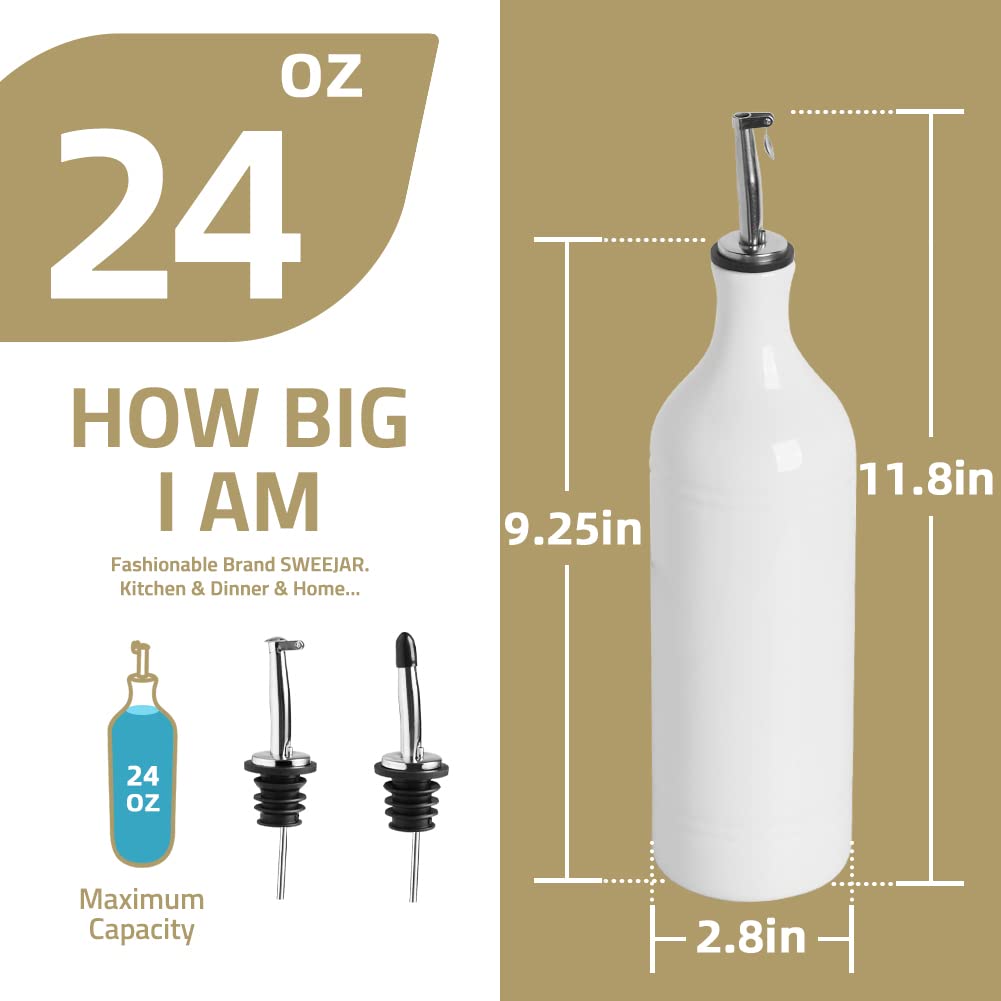 OZ
24
HOW BIG
I AM
Fashionable Brand SWEEJAR.
Kitchen & Dinner & Home...
24
OZ
Maximum
Capacity
9.25in
11.8in
2.8in